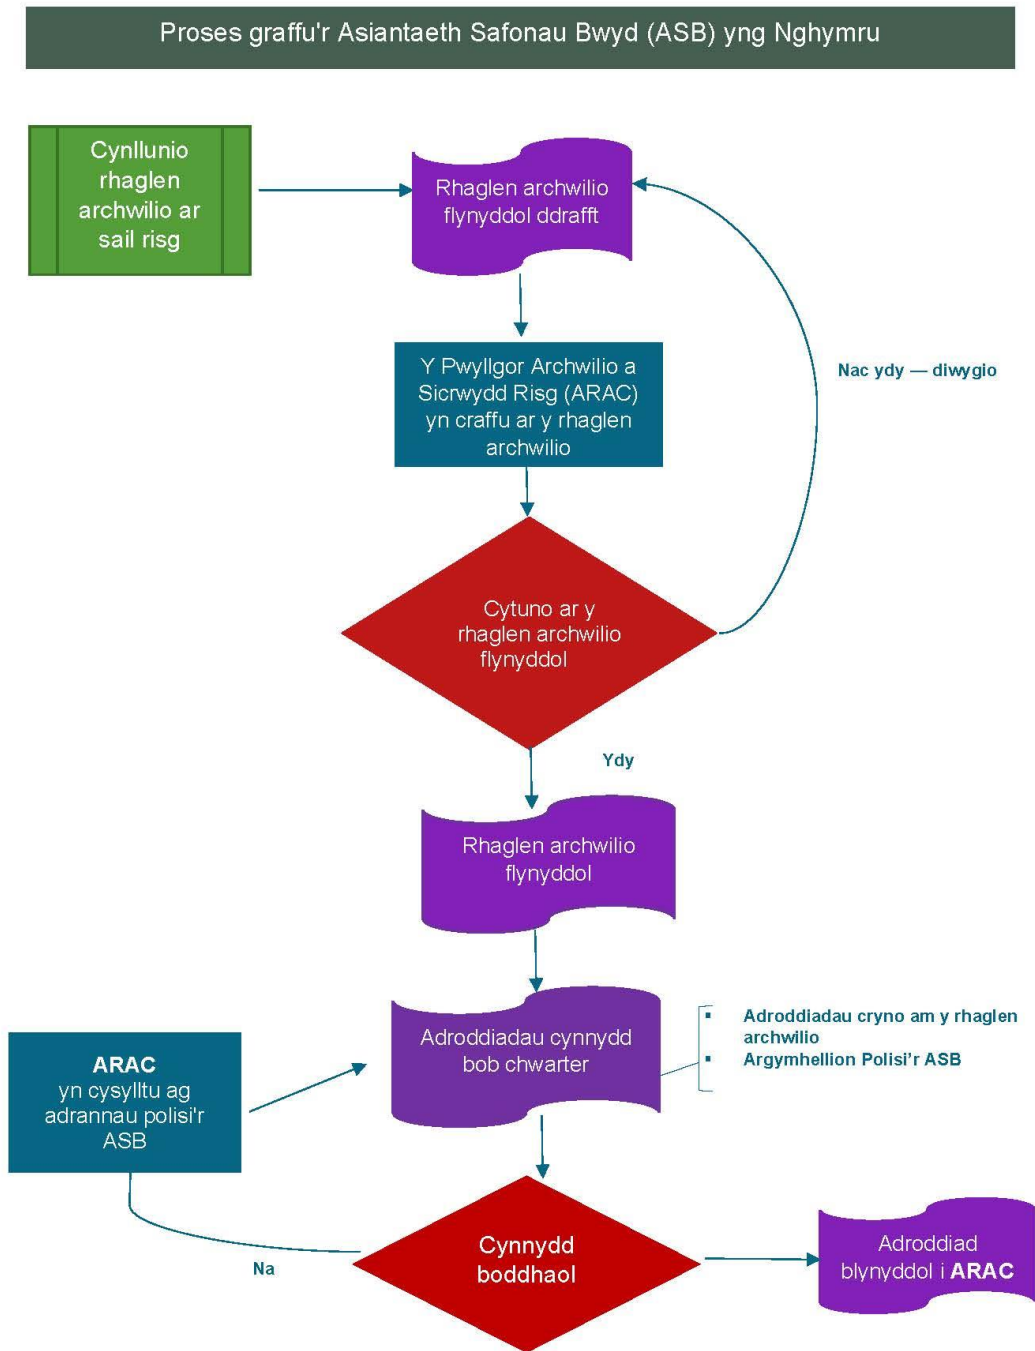 Proses graffu'r Asiantaeth Safonau Bwyd (ASB) yng Nghymru
Cynllunio
rhaglen
archwilio ar
sail risg
Rhaglen archwilio
flynyddol ddrafft
Y Pwyllgor Archwilio a
Sicrwydd Risg (ARAC)
yn craffu ar y rhaglen
archwilio
Nac ydy — diwygio
Cytuno ar y
rhaglen archwilio
flynyddol
Ydy
Rhaglen archwilio
flynyddol
Adroddiadau cynnydd
bob chwarter
▪ Adroddiadau cryno am y rhaglen
archwilio
▪ Argymhellion Polisi’r ASB
ARAC
yn cysylltu ag
adrannau polisi'r
ASB
Na
Cynnydd
boddhaol
Adroddiad
blynyddol i ARAC